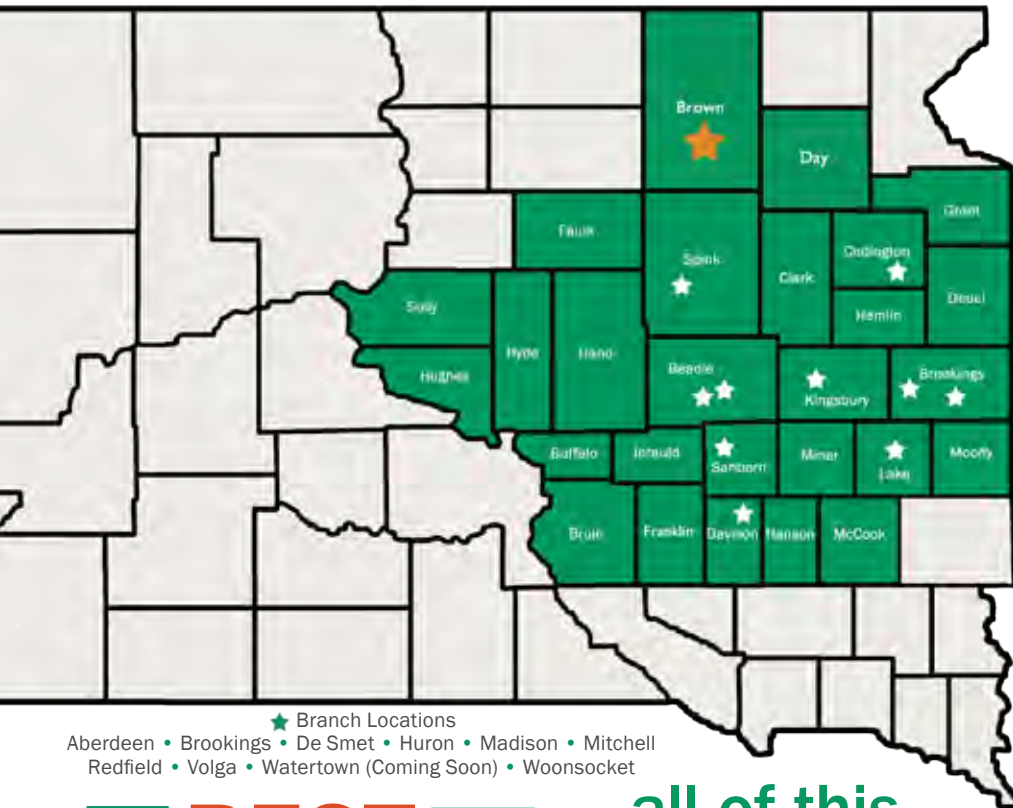 Brown
Day
Grant
Faulk
Spink
Codington
Clark
Sully
Deuel
Hamlin
Hyde
Hand
Hughes
Beadle
Brookings
Kingsbury
Buffalo
Jerauld
Sanborn
Miner
Lake
Moody
Brule
Franklin
Davison
Hanson
McCook
Branch Locations
Aberdeen • Brookings • De Smet • Huron • Madison • Mitchell
Redfield • Volga • Watertown (Coming Soon) • Woonsocket
BEST
all of this